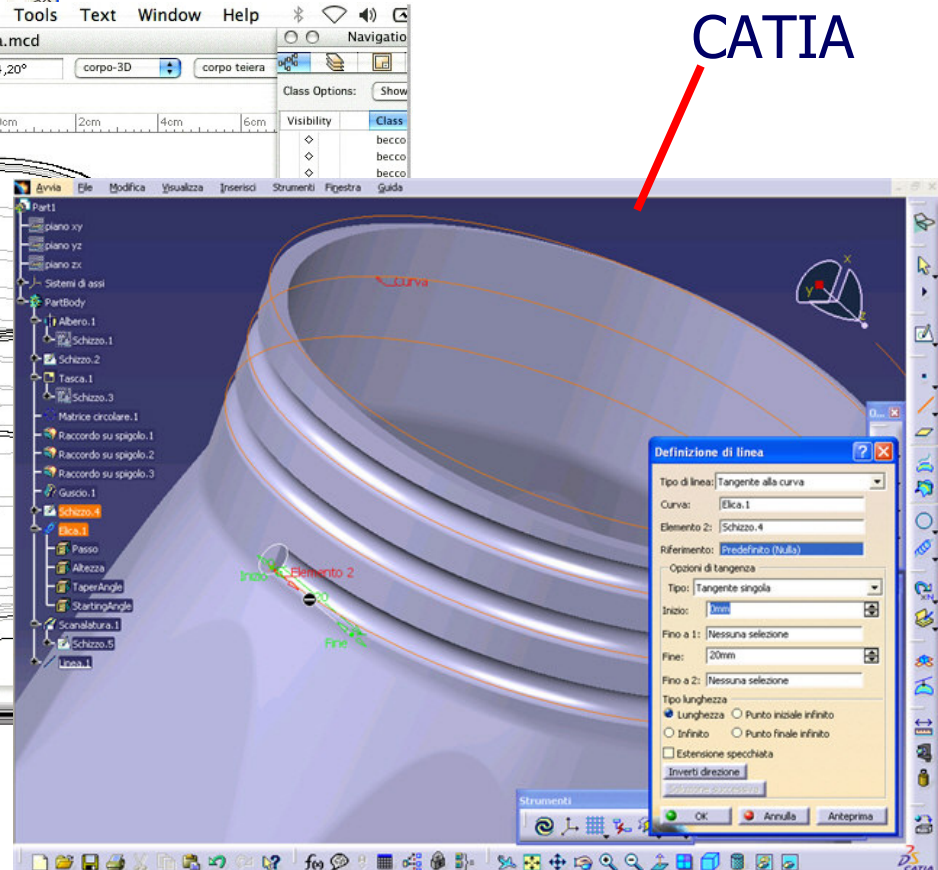 CATIA
Tools Text Window Help
a.mcd
Navigatio
,20°
corpo-3D
corpo teiera
Class Options:
Show
2cm
4cm
6cm
Visibility
Class
becco
becco
becco
Avvia File Modifica Visualizza Inserisci Strumenti Finestra Guida
Part1
piano xy
piano yz
piano zx
Sistemi di assi
PartBody
Albero.1
Schizzo.1
Schizzo.2
Tasca.1
Schizzo.3
Matrice circolare.1
Raccordo su spigolo.1
Raccordo su spigolo.2
Raccordo su spigolo.3
Guscio.1
Schizzo.4
Elica.1
Passo
Altezza
TaperAngle
StartingAngle
Scanalatura.1
Schizzo.5
Linea.1
Curva
x
y
z
Inizio
Elemento 2
20
Fine
Definizione di linea
Tipo di linea: Tangente alla curva
Curva: Elica.1
Elemento 2: Schizzo.4
Riferimento: Predefinito (Nulla)
Opzioni di tangenza
Tipo: Tangente singola
Inizio: 0mm
Fino a 1: Nessuna selezione
Fine: 20mm
Fino a 2: Nessuna selezione
Tipo lunghezza
Lunghezza Punto iniziale infinito
Infinito Punto finale infinito
Estensione specchiata
Inverti direzione
OK Annulla Anteprima
Strumenti
f(x)
CATIA